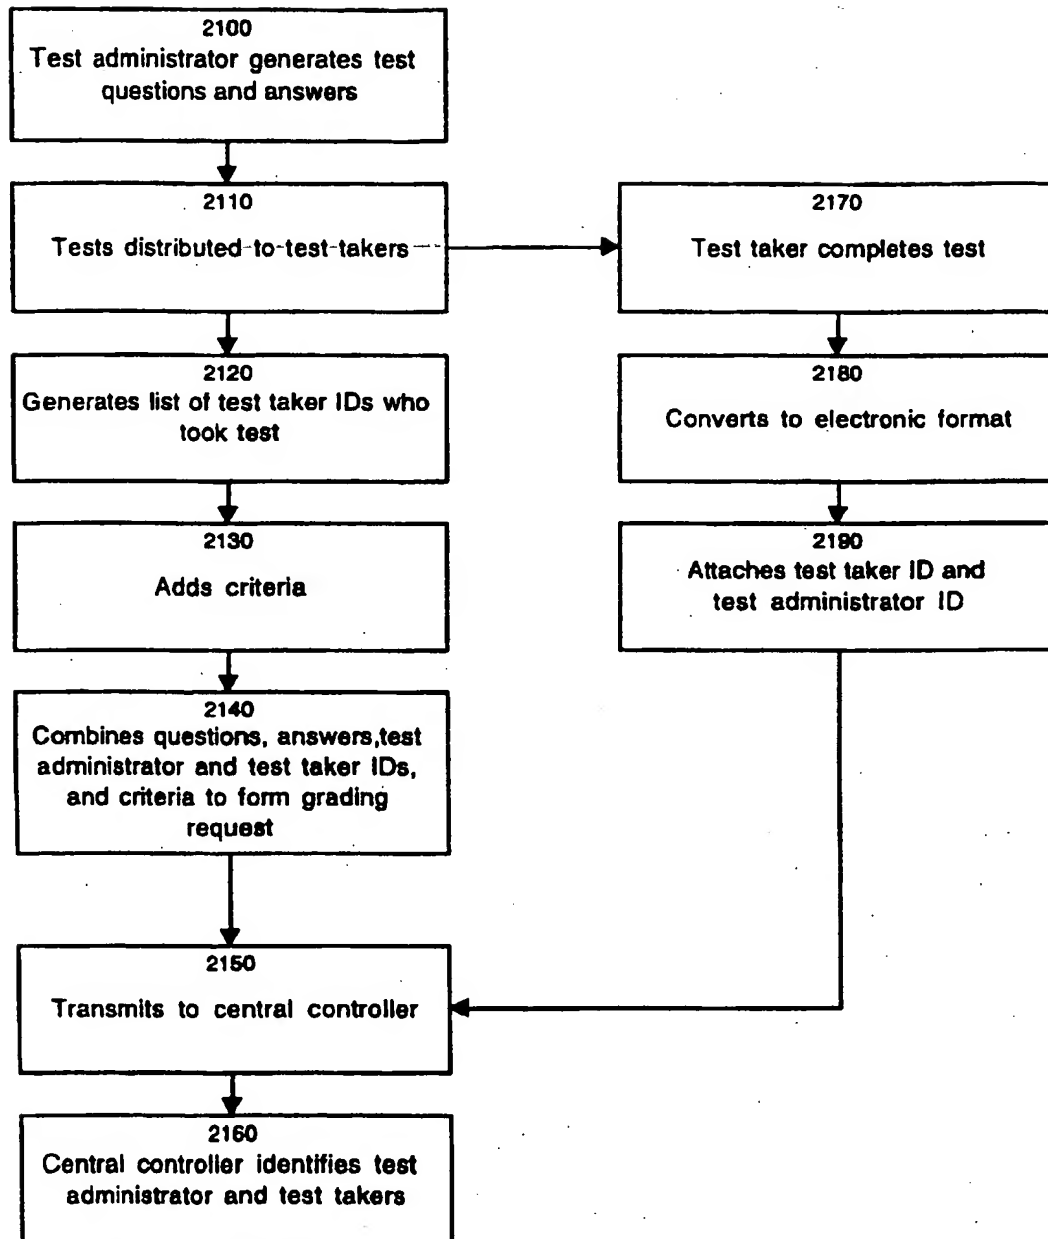 2100
Test administrator generates test
questions and answers
2110
Tests distributed to test takers
2120
Generates list of test taker IDs who
took test
2130
Adds criteria
2140
Combines questions, answers,test
administrator and test taker IDs,
and criteria to form grading
request
2150
Transmits to central controller
2160
Central controller identifies test
administrator and test takers
2170
Test taker completes test
2180
Converts to electronic format
2190
Attaches test taker ID and
test administrator ID